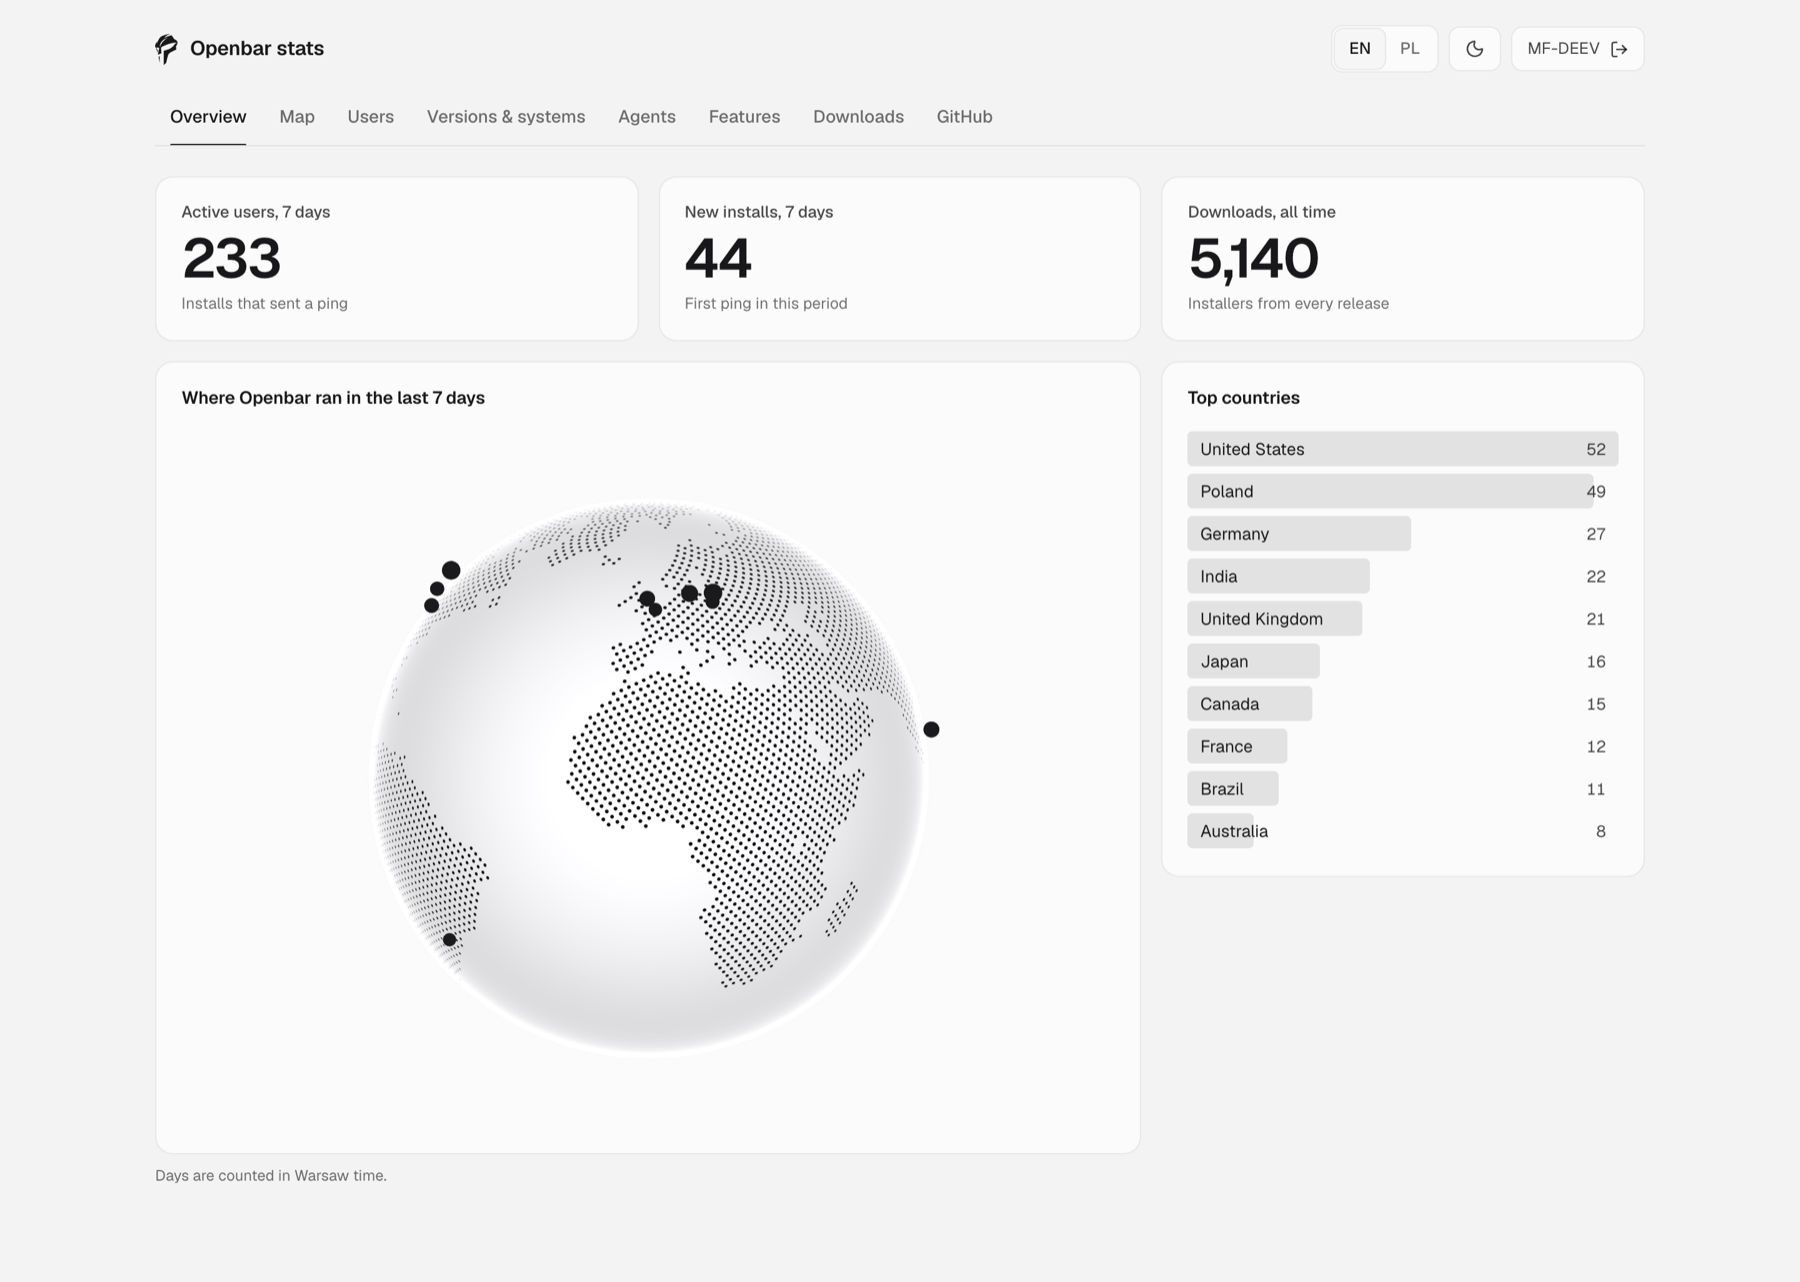 Openbar stats
EN PL MF-DEEV
Overview Map Users Versions & systems Agents Features Downloads GitHub
Active users, 7 days
233
Installs that sent a ping
New installs, 7 days
44
First ping in this period
Downloads, all time
5,140
Installers from every release
Where Openbar ran in the last 7 days
Top countries
United States 52
Poland 49
Germany 27
India 22
United Kingdom 21
Japan 16
Canada 15
France 12
Brazil 11
Australia 8
Days are counted in Warsaw time.